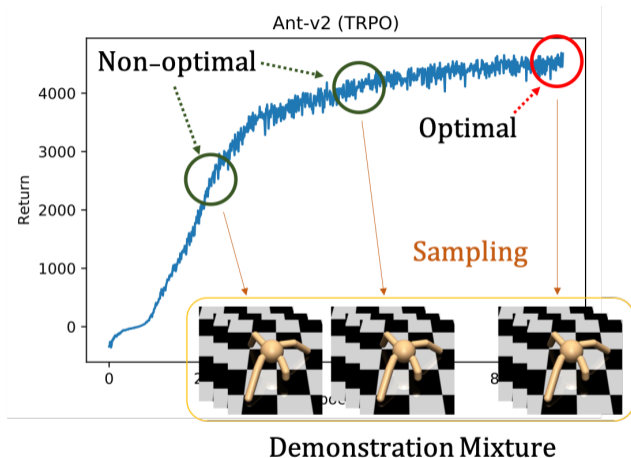 Ant-v2 (TRPO)
Non-optimal
Optimal
Sampling
Return
4000
3000
2000
1000
0
0
2
8
Demonstration Mixture